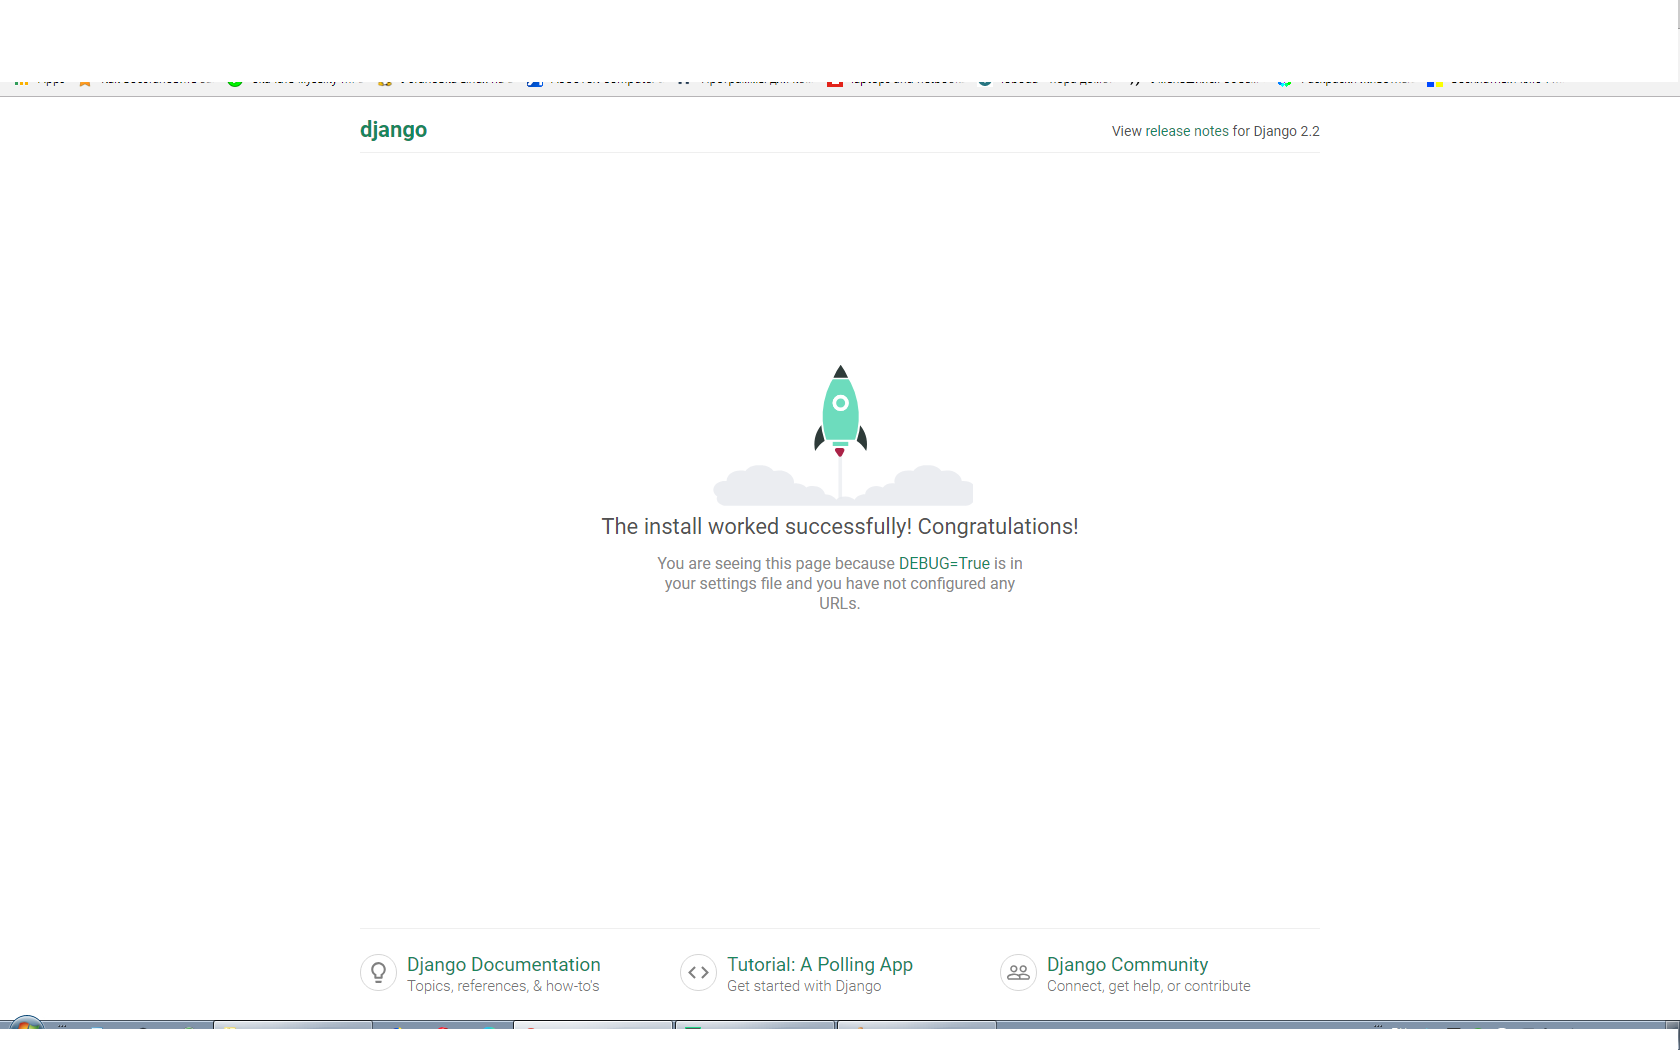 django
View release notes for Django 2.2
The install worked successfully! Congratulations!
You are seeing this page because DEBUG=True is in
your settings file and you have not configured any
URLs.
Django Documentation
Topics, references, & how-to's
Tutorial: A Polling App
Get started with Django
Django Community
Connect, get help, or contribute